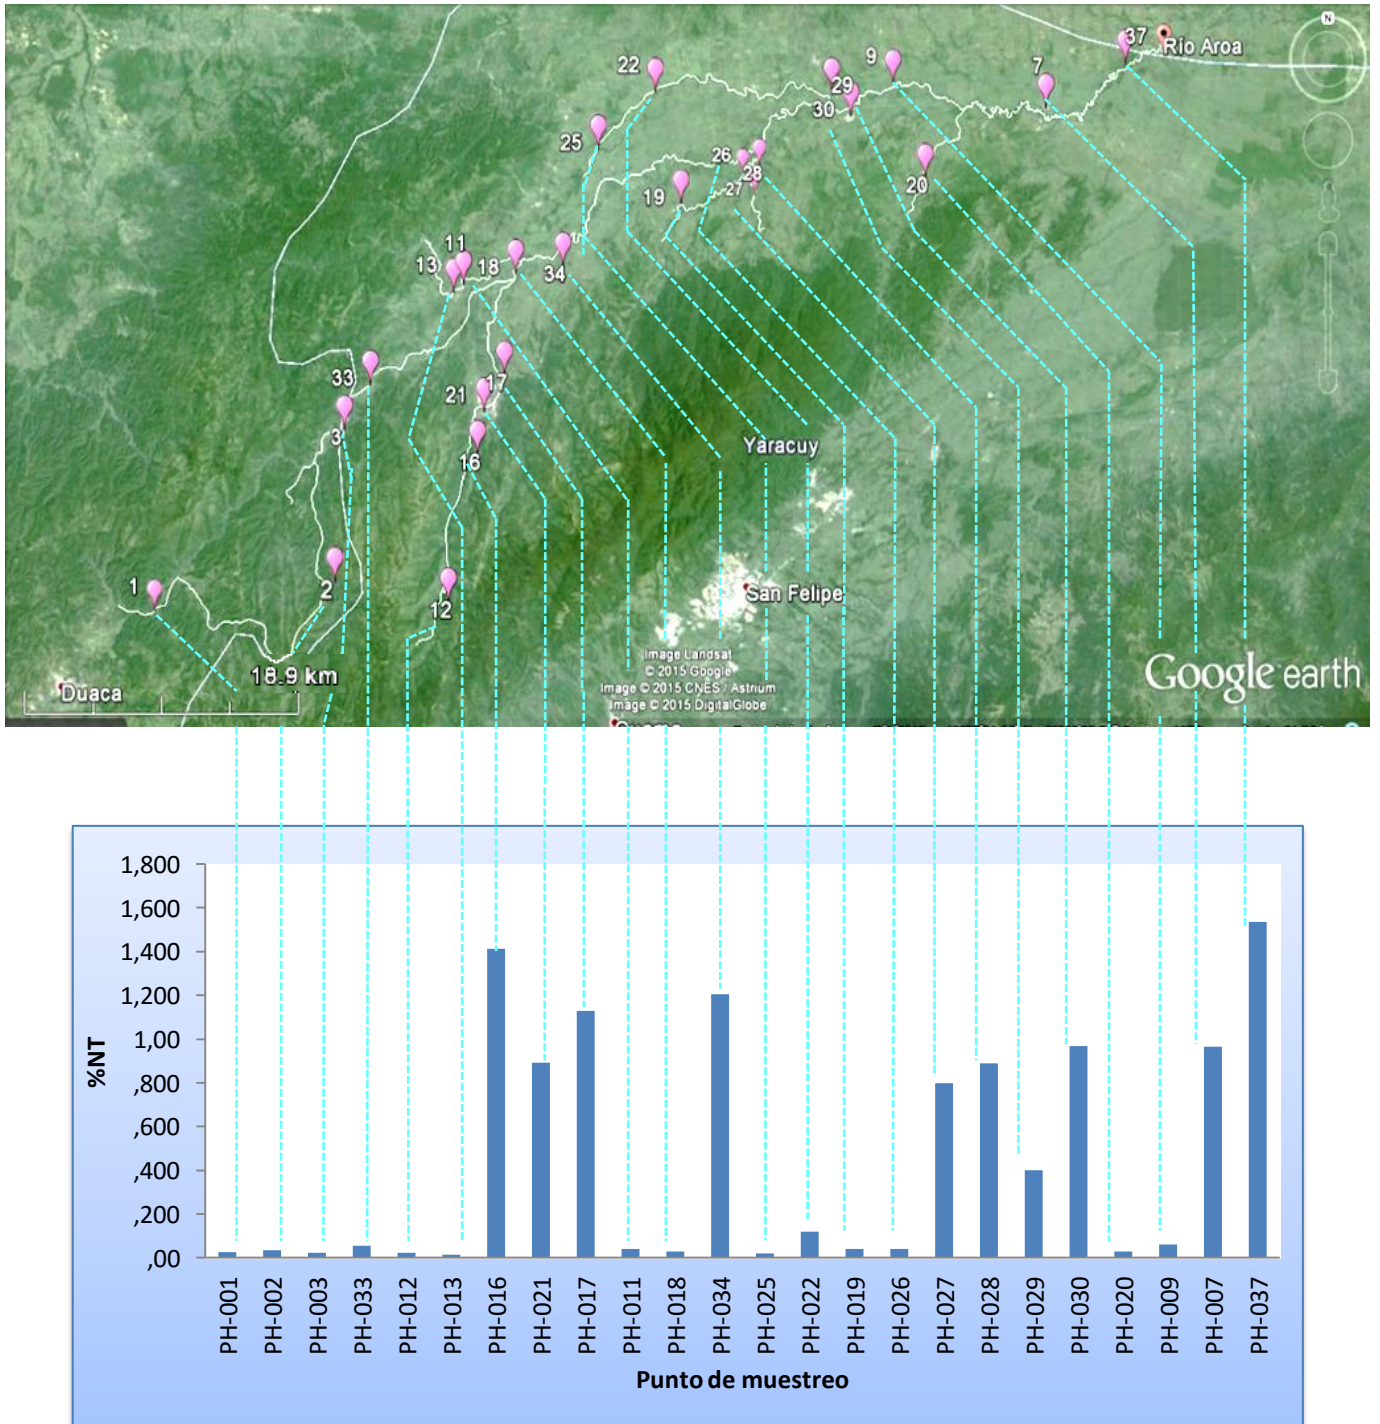 N
37
Río Aroa
22
9
7
29
30
25
26
28
27
19
20
11
13
18
34
33
3
21
17
16
Yaracuy
1
2
12
San Felipe
18.9 km
Duaca
Image Landsat
© 2015 Google
Image © 2015 CNES / Astrium
Image © 2015 DigitalGlobe
Google earth
1,800
1,600
1,400
1,200
1,00
,800
,600
,400
,200
,00
%NT
PH-001
PH-002
PH-003
PH-033
PH-012
PH-013
PH-016
PH-021
PH-017
PH-011
PH-018
PH-034
PH-025
PH-022
PH-019
PH-026
PH-027
PH-028
PH-029
PH-030
PH-020
PH-009
PH-007
PH-037
Punto de muestreo